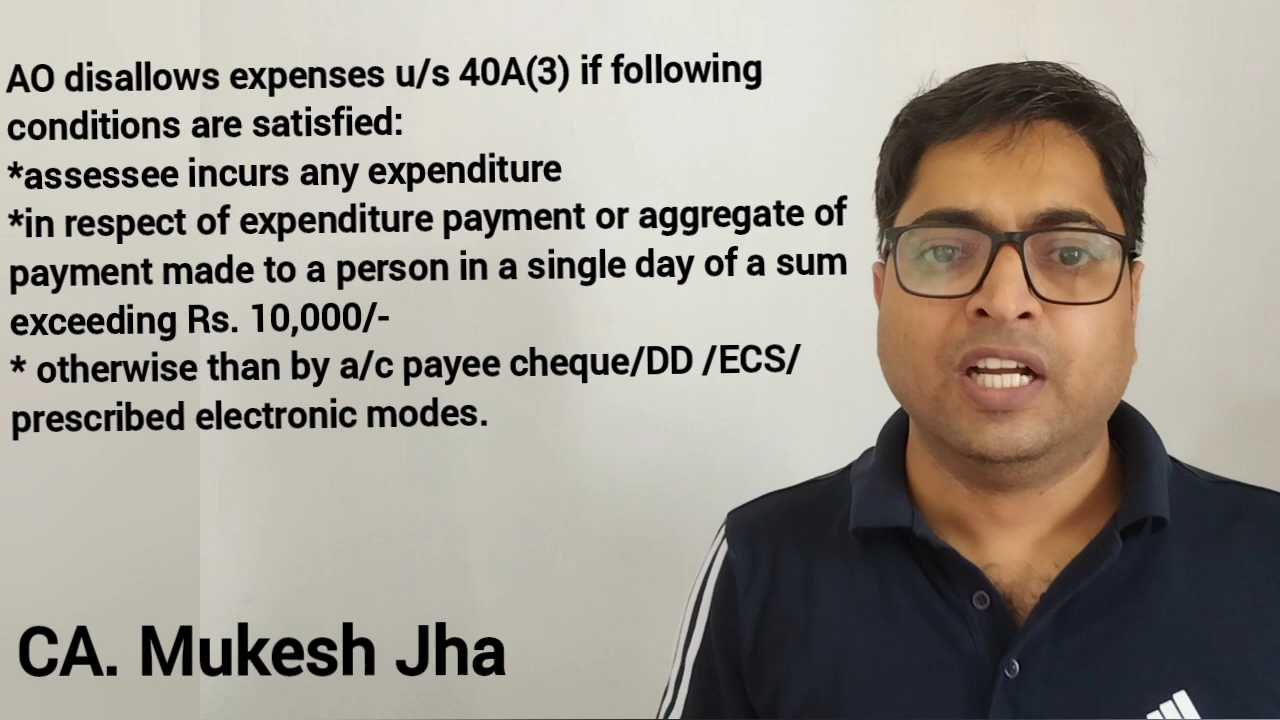 AO disallows expenses u/s 40A(3) if following
conditions are satisfied:
*assessee incurs any expenditure
*in respect of expenditure payment or aggregate of
payment made to a person in a single day of a sum
exceeding Rs. 10,000/-
* otherwise than by a/c payee cheque/DD /ECS/
prescribed electronic modes.
CA. Mukesh Jha